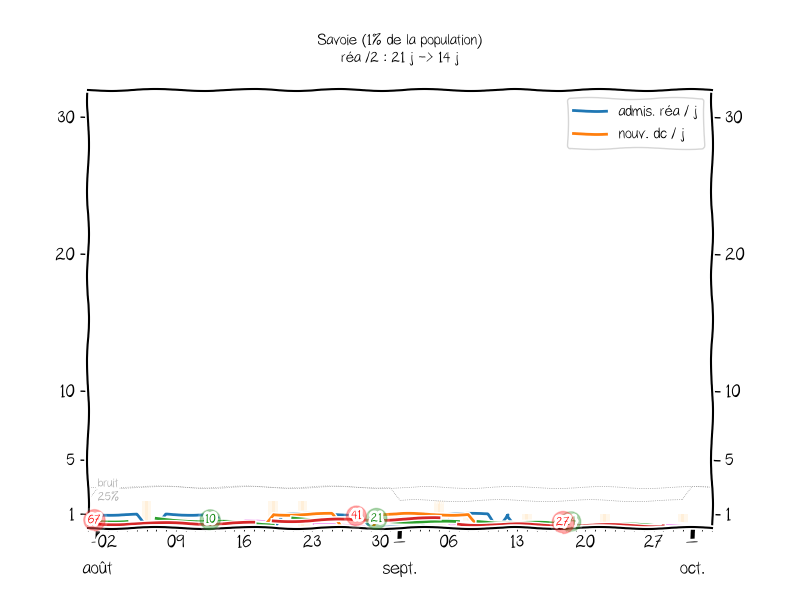 Savoie (1% de la population)
réa /2 : 21 j -> 14 j
admis. réa / j
nouv. dc / j
30 30
20 20
10 10
5 5
bruit
25%
1 1
67 10 41 21 27
02 09 16 23 30 06 13 20 27
août sept. oct.